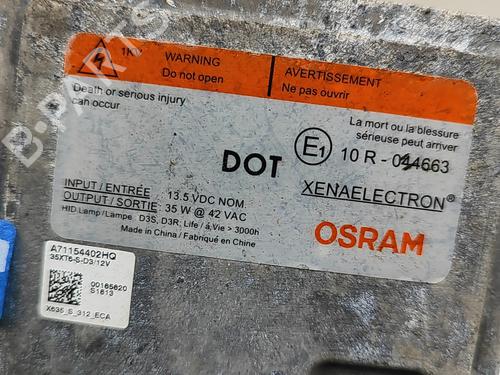 1KV
WARNING
Do not open
AVERTISSEMENT
Ne pas ouvrir
Death or serious injury
can occur
La mort ou la blessure
sérieuse peut arriver
DOT
E1 10 R - 044663
INPUT / ENTRÉE 13.5 VDC NOM
OUTPUT / SORTIE: 35 W @ 42 VAC
HID Lamp / Lampe: D3S, D3R; Life / à Vie > 3000h
Made in China / Fabriqué en Chine
XENAELECTRON®
OSRAM
A71154402HQ
35XT6-S-D3/12V
00165620
S1613
X635_S_312_ECA
B-PARTS